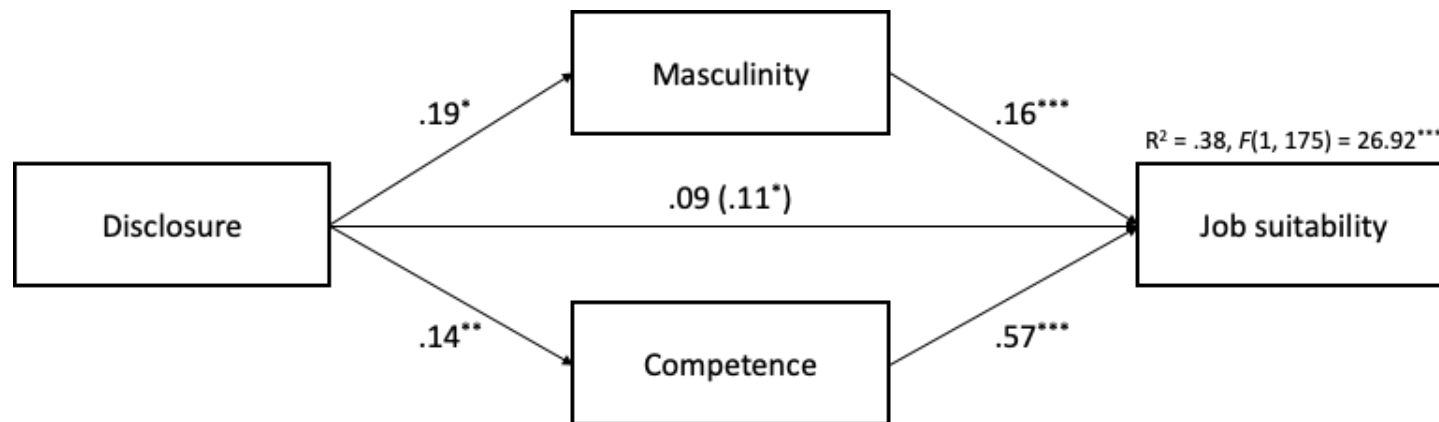 Masculinity
.19*
.16***
R² = .38, F(1, 175) = 26.92***
Disclosure
.09 (.11*)
Job suitability
.14**
.57***
Competence